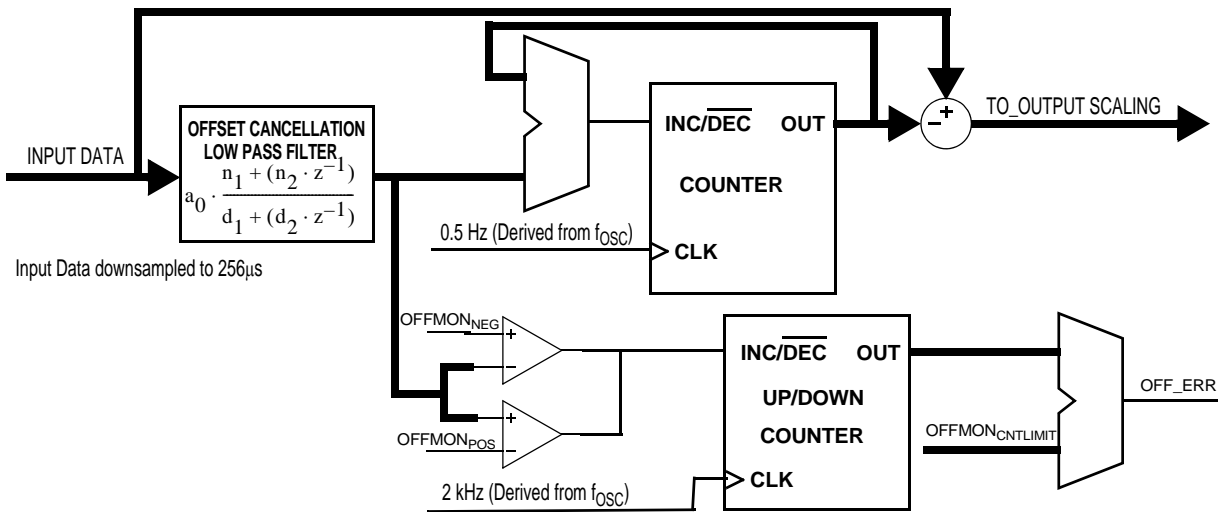 INPUT DATA
OFFSET CANCELLATION
LOW PASS FILTER
a₀ · (n₁ + (n₂ · z⁻¹)) / (d₁ + (d₂ · z⁻¹))
Input Data downsampled to 256μs
0.5 Hz (Derived from fOSC)
INC/D̅E̅C̅ OUT
COUNTER
CLK
− +
TO_OUTPUT SCALING
OFFMONNEG
+
−
+
−
OFFMONPOS
2 kHz (Derived from fOSC)
INC/D̅E̅C̅ OUT
UP/DOWN
COUNTER
CLK
OFFMONCNTLIMIT
OFF_ERR